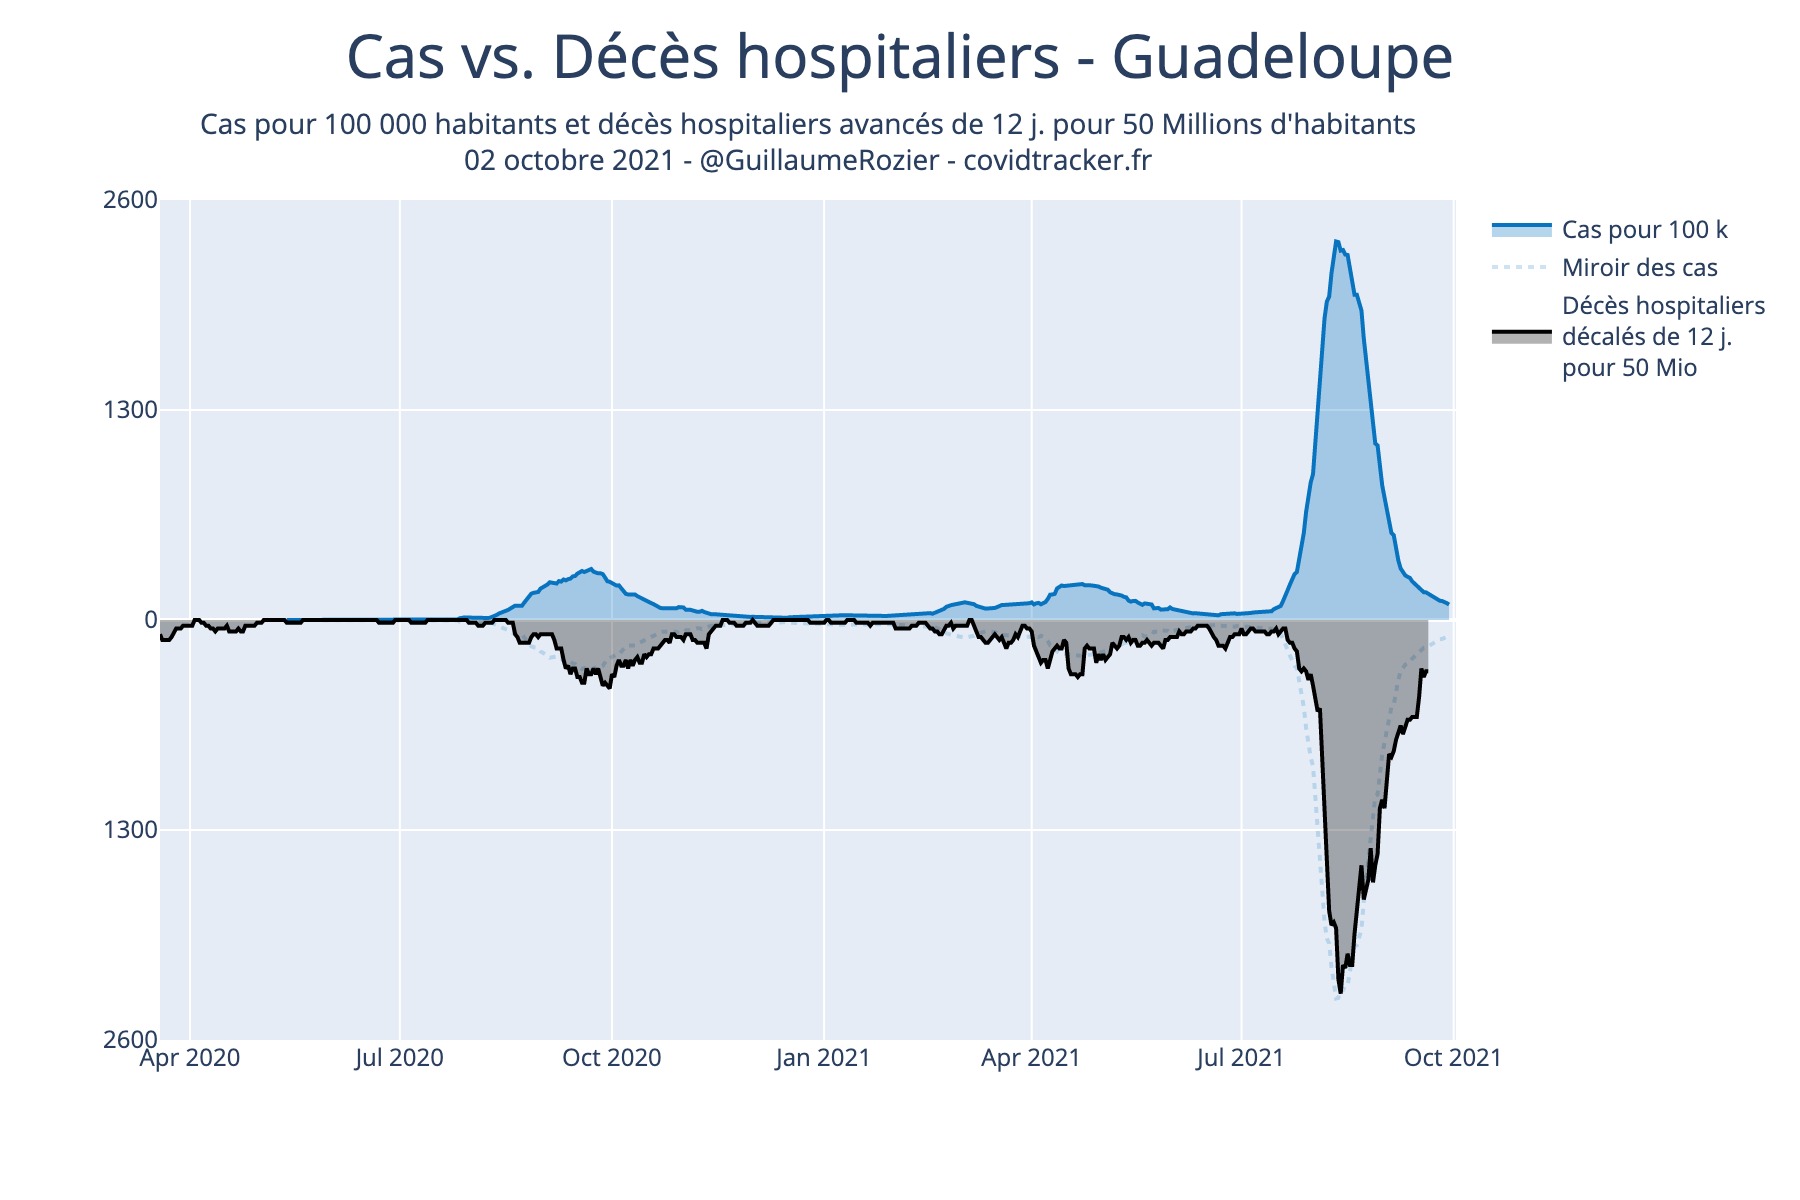 Cas vs. Décès hospitaliers - Guadeloupe
Cas pour 100 000 habitants et décès hospitaliers avancés de 12 j. pour 50 Millions d'habitants
02 octobre 2021 - @GuillaumeRozier - covidtracker.fr
2600
1300
0
1300
2600
Apr 2020
Jul 2020
Oct 2020
Jan 2021
Apr 2021
Jul 2021
Oct 2021
Cas pour 100 k
Miroir des cas
Décès hospitaliers
décalés de 12 j.
pour 50 Mio